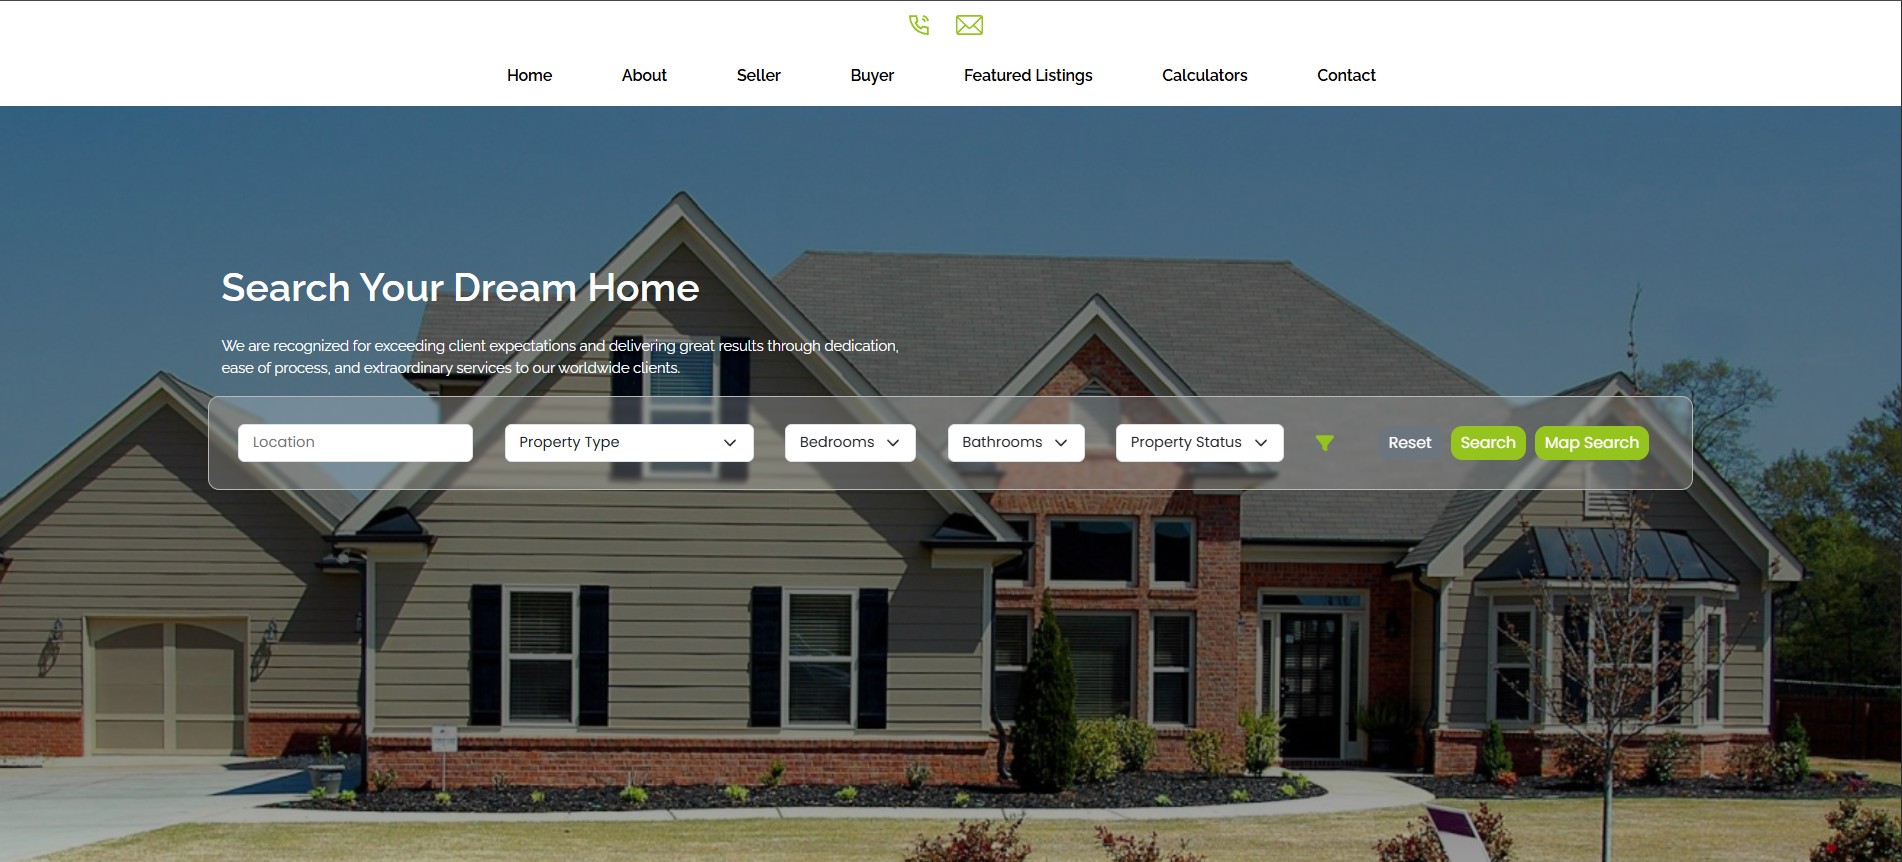 Home About Seller Buyer Featured Listings Calculators Contact
Search Your Dream Home
We are recognized for exceeding client expectations and delivering great results through dedication,
ease of process, and extraordinary services to our worldwide clients.
Location Property Type Bedrooms Bathrooms Property Status Reset Search Map Search